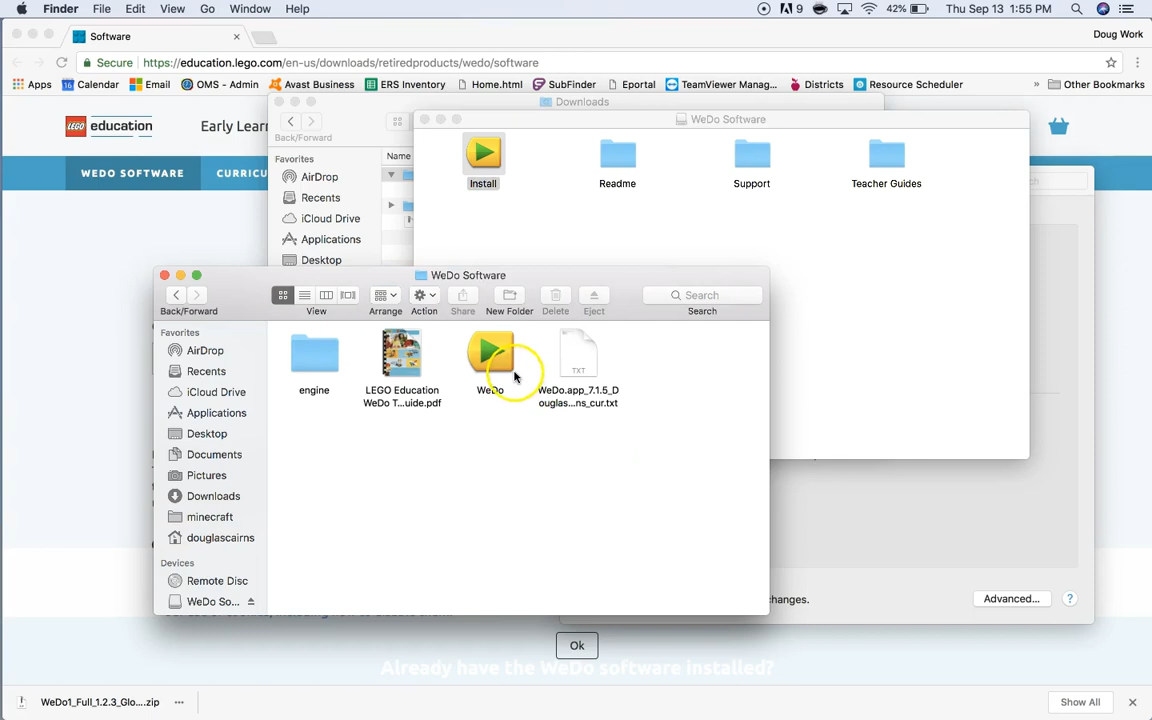 Finder File Edit View Go Window Help
9 42% Thu Sep 13 1:55 PM
Software
Doug Work
Secure https://education.lego.com/en-us/downloads/retiredproducts/wedo/software
Apps Calendar Email OMS - Admin Avast Business ERS Inventory Home.html SubFinder Eportal TeamViewer Manag... Districts Resource Scheduler » Other Bookmarks
LEGO education Early Lear
WEDO SOFTWARE CURRICU
Downloads
Back/Forward
Favorites
AirDrop
Recents
iCloud Drive
Applications
Desktop
Name
WeDo Software
Install Readme Support Teacher Guides
WeDo Software
Back/Forward View Arrange Action Share New Folder Delete Eject Search
Search
Favorites
AirDrop
Recents
iCloud Drive
Applications
Desktop
Documents
Pictures
Downloads
minecraft
douglascairns
Devices
Remote Disc
WeDo So...
engine
LEGO Education
WeDo T...uide.pdf
WeDo
TXT
WeDo.app_7.1.5_D
ouglas...ns_cur.txt
changes.
Advanced... ?
Ok
Already have the WeDo software installed?
WeDo1_Full_1.2.3_Glo....zip
Show All